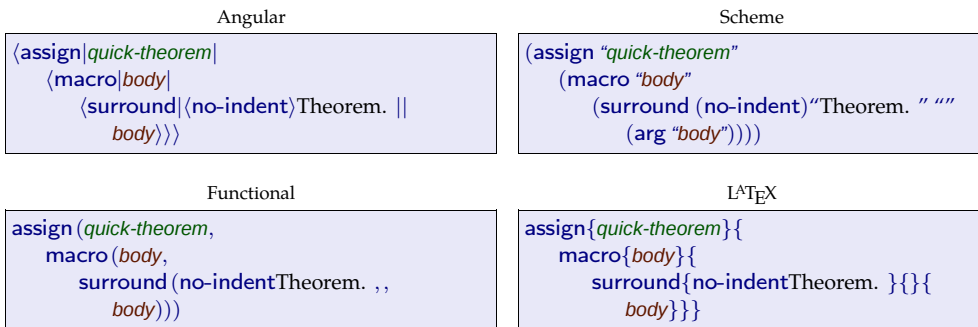 Angular
⟨assign|quick-theorem|
⟨macro|body|
⟨surround|⟨no-indent⟩Theorem. ||
body⟩⟩⟩
Scheme
(assign “quick-theorem”
(macro “body”
(surround (no-indent)“Theorem. ” “”
(arg “body”))))
Functional
assign(quick-theorem,
macro(body,
surround(no-indentTheorem. ,,
body)))
LATEX
assign{quick-theorem}{
macro{body}{
surround{no-indentTheorem. }{}{
body}}}